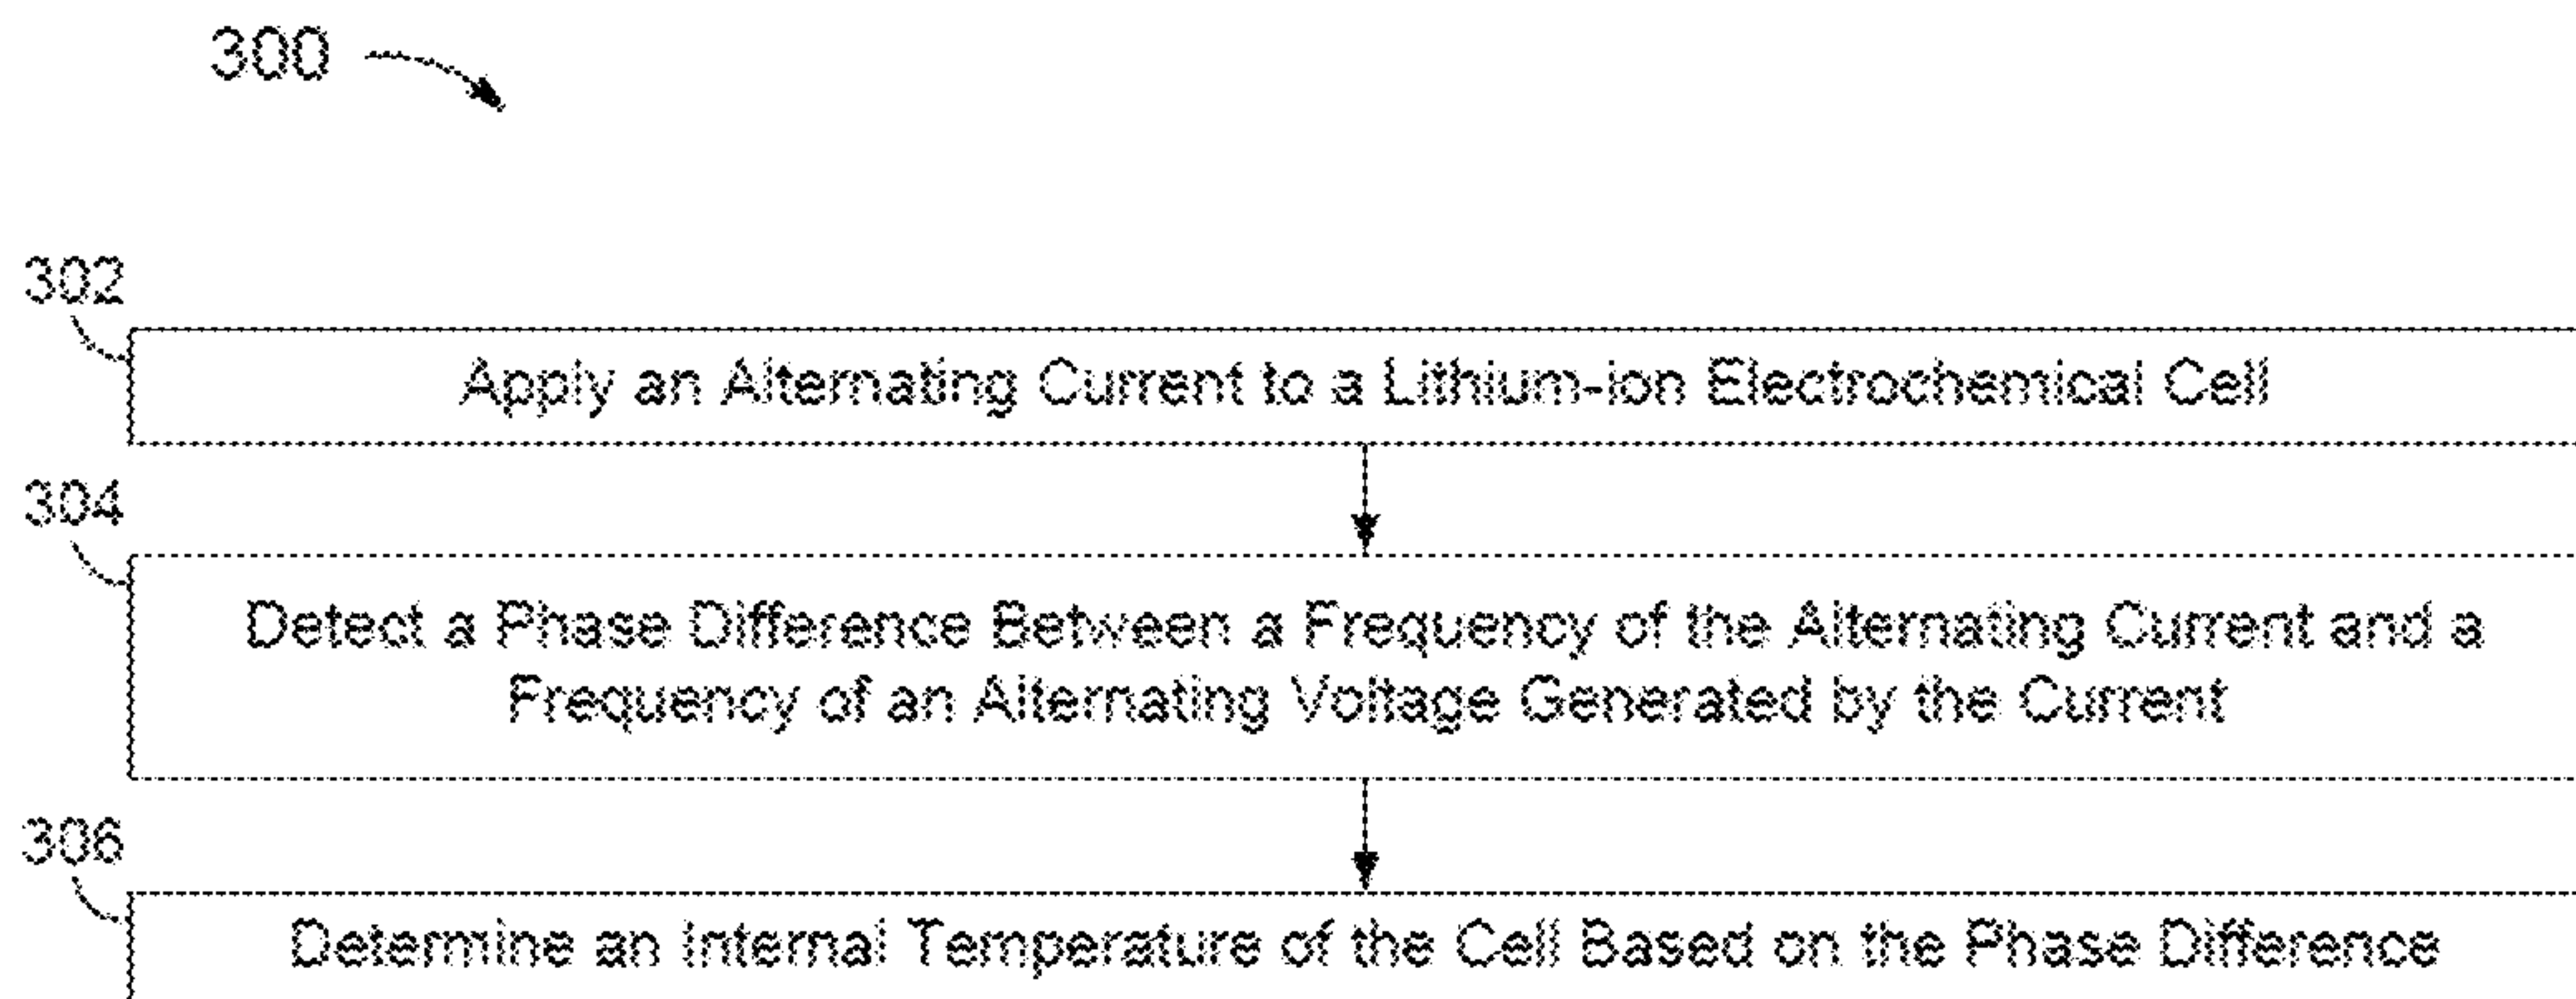 300
302
Apply an Alternating Current to a Lithium-ion Electrochemical Cell
304
Detect a Phase Difference Between a Frequency of the Alternating Current and a
Frequency of an Alternating Voltage Generated by the Current
306
Determine an Internal Temperature of the Cell Based on the Phase Difference